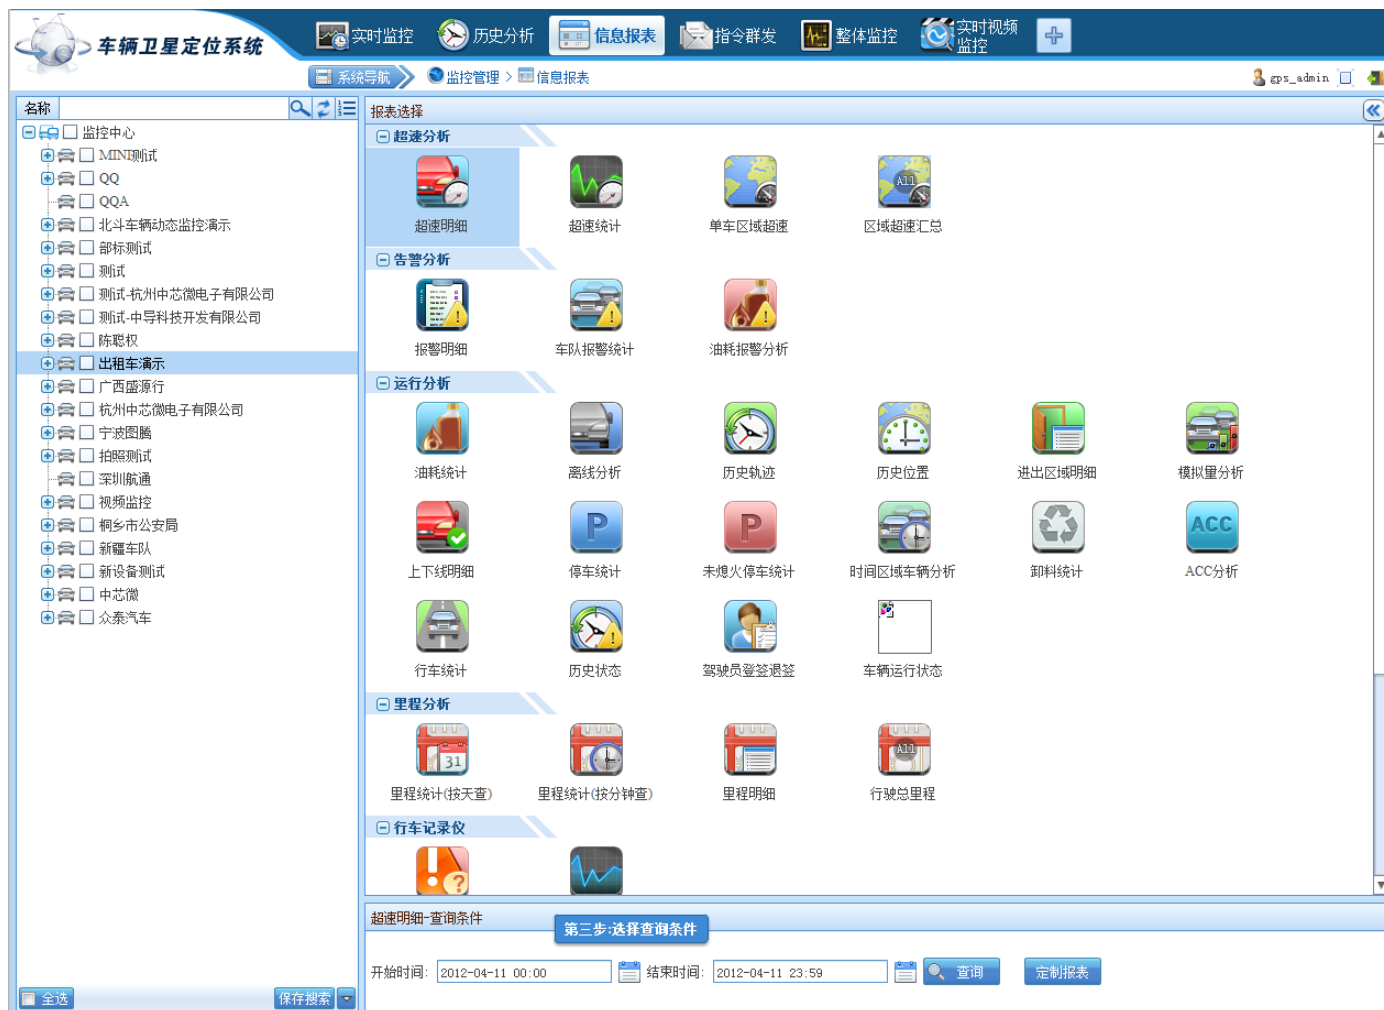 车辆卫星定位系统
实时监控 历史分析 信息报表 指令群发 整体监控 实时视频监控
系统导航 监控管理 > 信息报表 gps_admin
名称
监控中心
MINI测试
QQ
QQA
北斗车辆动态监控演示
部标测试
测试
测试-杭州中芯微电子有限公司
测试-中导科技开发有限公司
陈聪权
出租车演示
广西盛源行
杭州中芯微电子有限公司
宁波图腾
拍照测试
深圳航通
视频监控
桐乡市公安局
新疆车队
新设备测试
中芯微
众泰汽车
全选 保存搜索
报表选择
超速分析
超速明细 超速统计 单车区域超速 区域超速汇总
告警分析
报警明细 车队报警统计 油耗报警分析
运行分析
油耗统计 离线分析 历史轨迹 历史位置 进出区域明细 模拟量分析
上下线明细 停车统计 未熄火停车统计 时间区域车辆分析 卸料统计 ACC分析
行车统计 历史状态 驾驶员登签退签 车辆运行状态
里程分析
里程统计(按天查) 里程统计(按分钟查) 里程明细 行驶总里程
行车记录仪
超速明细-查询条件
第三步:选择查询条件
开始时间: 2012-04-11 00:00 结束时间: 2012-04-11 23:59 查询 定制报表